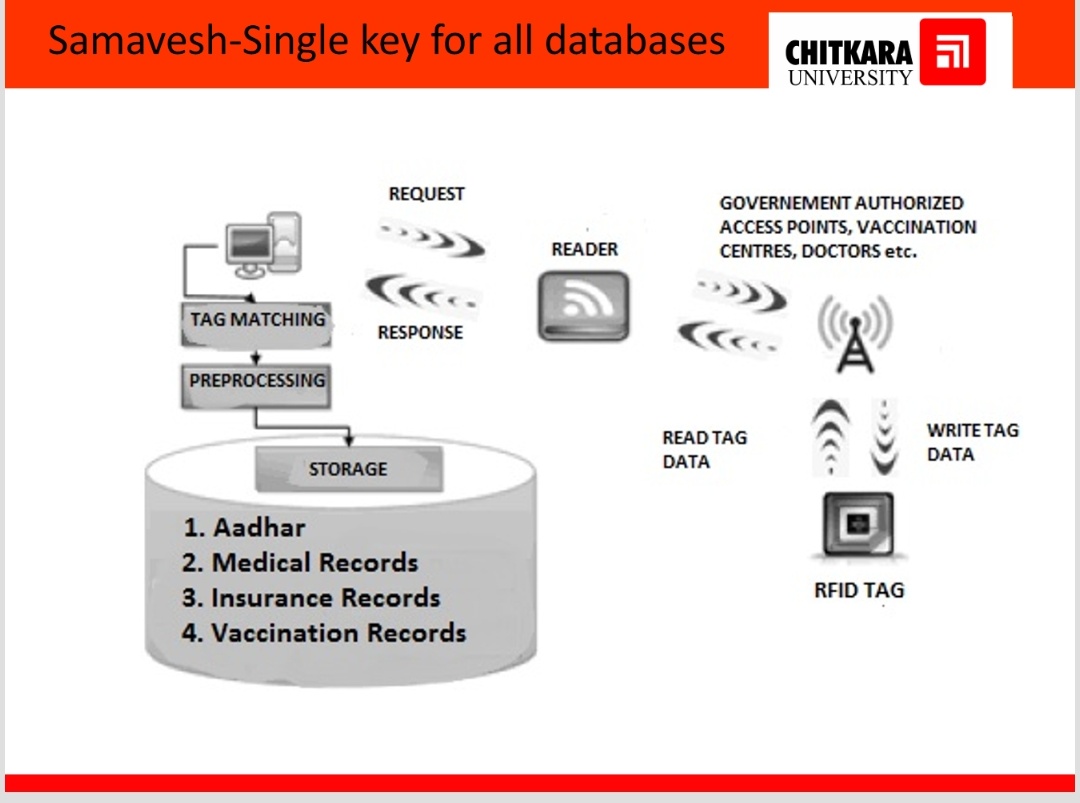 Samavesh-Single key for all databases
CHITKARA
UNIVERSITY
REQUEST
RESPONSE
READER
GOVERNEMENT AUTHORIZED
ACCESS POINTS, VACCINATION
CENTRES, DOCTORS etc.
TAG MATCHING
PREPROCESSING
STORAGE
1. Aadhar
2. Medical Records
3. Insurance Records
4. Vaccination Records
READ TAG
DATA
WRITE TAG
DATA
RFID TAG